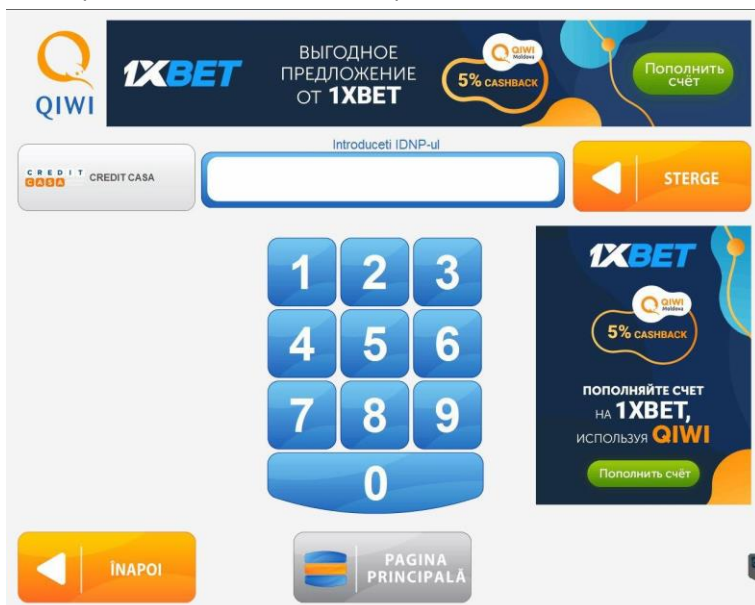 QIWI
1XBET
ВЫГОДНОЕ
ПРЕДЛОЖЕНИЕ
ОТ 1XBET
QIWI
Moldova
5% CASHBACK
Пополнить
счёт
CREDIT
CASA
CREDIT CASA
Introduceti IDNP-ul
STERGE
1 2 3
4 5 6
7 8 9
0
1XBET
QIWI
Moldova
5% CASHBACK
ПОПОЛНЯЙТЕ СЧЕТ
НА 1XBET,
ИСПОЛЬЗУЯ QIWI
Пополнить счёт
ÎNAPOI
PAGINA
PRINCIPALĂ